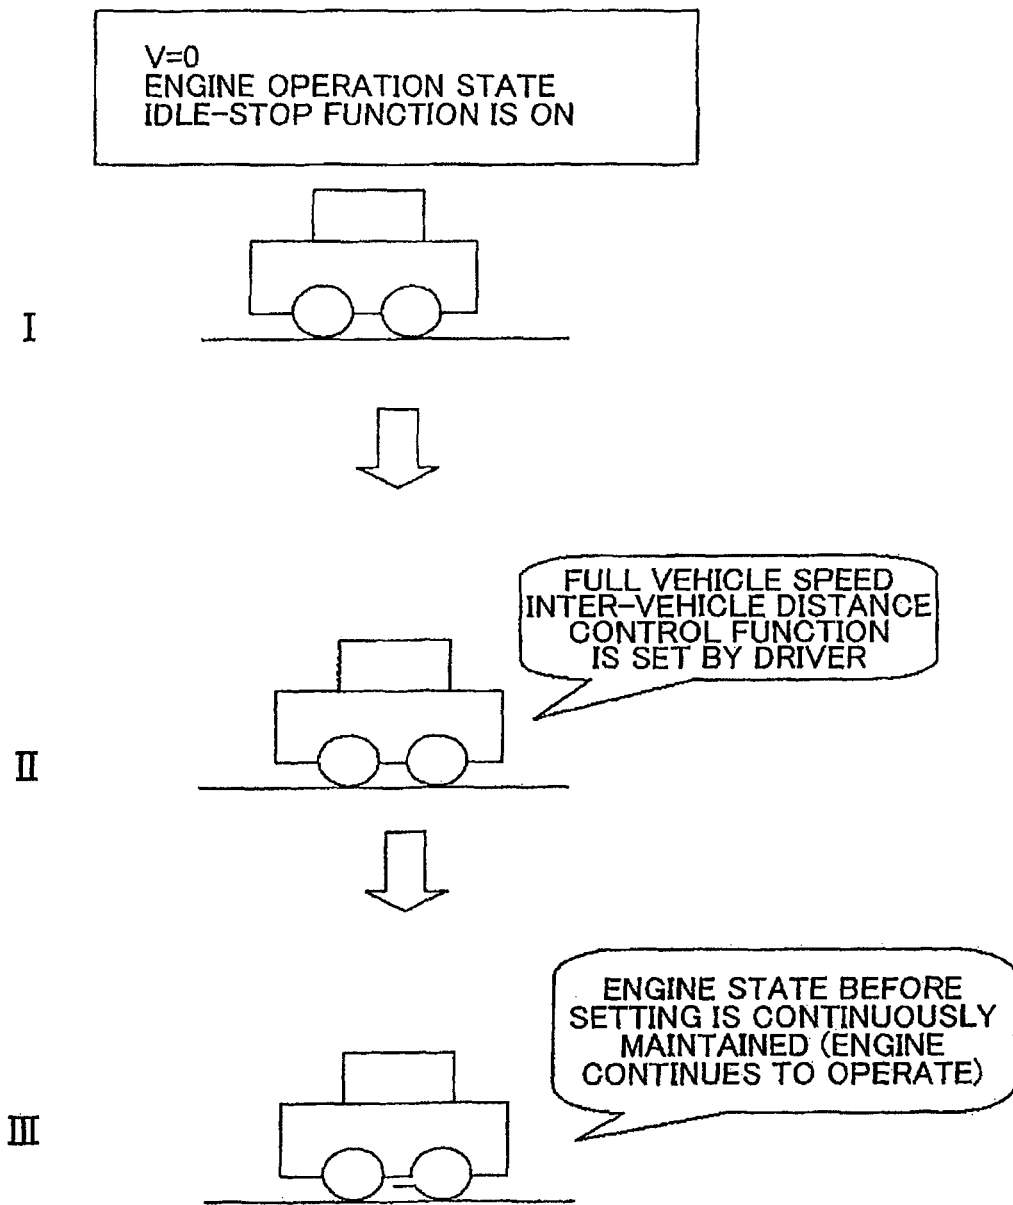 V=0
ENGINE OPERATION STATE
IDLE-STOP FUNCTION IS ON
I
FULL VEHICLE SPEED
INTER-VEHICLE DISTANCE
CONTROL FUNCTION
IS SET BY DRIVER
II
ENGINE STATE BEFORE
SETTING IS CONTINUOUSLY
MAINTAINED (ENGINE
CONTINUES TO OPERATE)
III